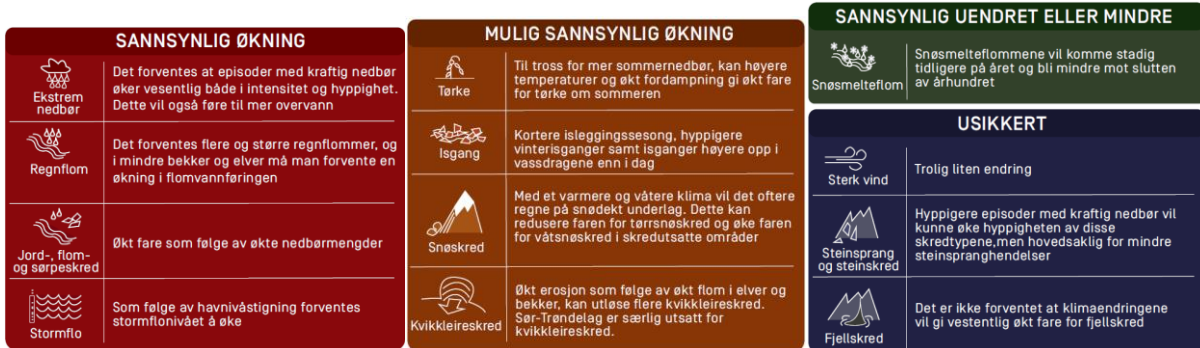 SANNSYNLIG ØKNING
Ekstrem
nedbør
Det forventes at episoder med kraftig nedbør
øker vesentlig både i intensitet og hyppighet.
Dette vil også føre til mer overvann
Regnflom
Det forventes flere og større regnflommer, og
i mindre bekker og elver må man forvente en
økning i flomvannføringen
Jord-, flom-
og sørpeskred
Økt fare som følge av økte nedbørmengder
Stormflo
Som følge av havnivåstigning forventes
stormflonivået å øke
MULIG SANNSYNLIG ØKNING
Tørke
Til tross for mer sommernedbør, kan høyere
temperaturer og økt fordampning gi økt fare
for tørke om sommeren
Isgang
Kortere isleggingssesong, hyppigere
vinterisganger samt isganger høyere opp i
vassdragene enn i dag
Snøskred
Med et varmere og våtere klima vil det oftere
regne på snødekt underlag. Dette kan
redusere faren for tørrsnøskred og øke faren
for våtsnøskred i skredutsatte områder
Kvikkleireskred
Økt erosjon som følge av økt flom i elver og
bekker, kan utløse flere kvikkleireskred.
Sør-Trøndelag er særlig utsatt for
kvikkleireskred.
SANNSYNLIG UENDRET ELLER MINDRE
Snøsmelteflom
Snøsmelteflommene vil komme stadig
tidligere på året og bli mindre mot slutten
av århundret
USIKKERT
Sterk vind
Trolig liten endring
Steinsprang
og steinskred
Hyppigere episoder med kraftig nedbør vil
kunne øke hyppigheten av disse
skredtypene,men hovedsaklig for mindre
steinspranghendelser
Fjellskred
Det er ikke forventet at klimaendringene
vil gi vestentlig økt fare for fjellskred